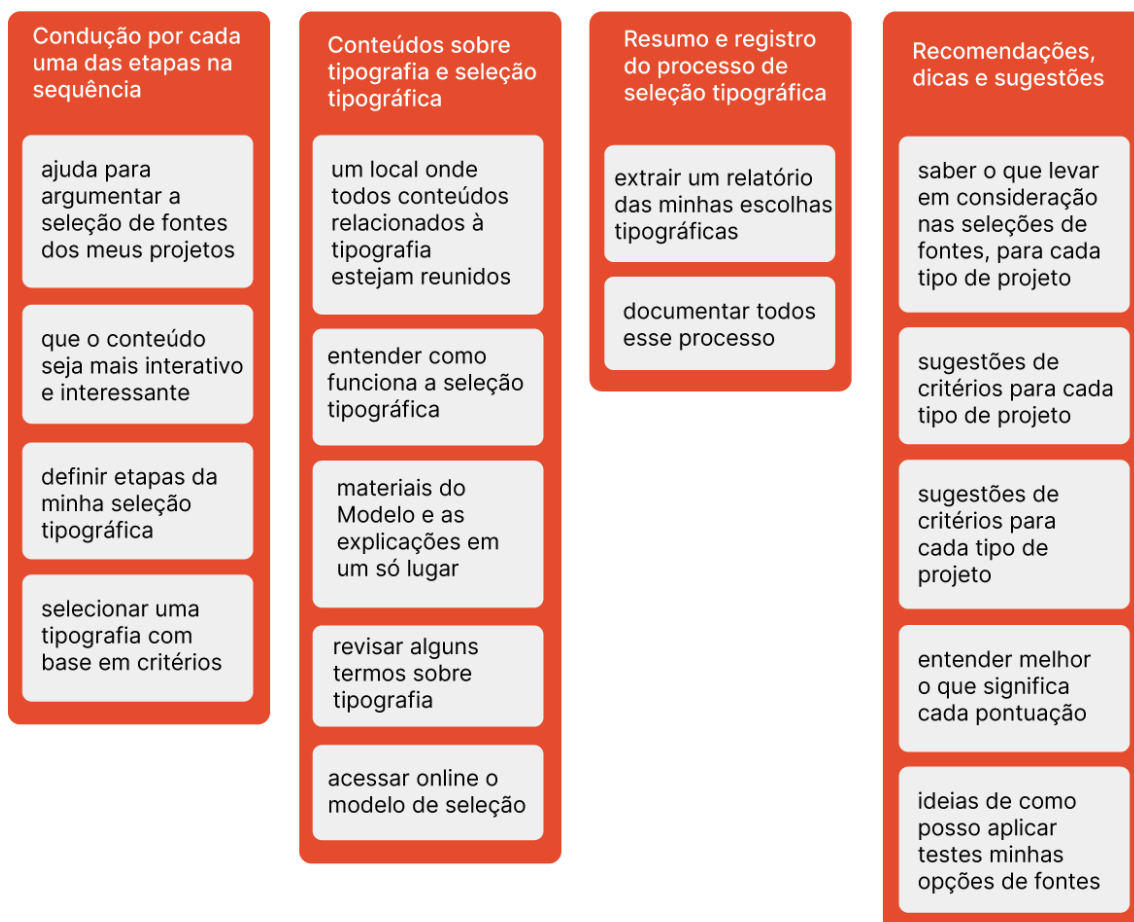 Condução por cada
uma das etapas na
sequência
ajuda para
argumentar a
seleção de fontes
dos meus projetos
que o conteúdo
seja mais interativo
e interessante
definir etapas da
minha seleção
tipográfica
selecionar uma
tipografia com
base em critérios
Conteúdos sobre
tipografia e seleção
tipográfica
um local onde
todos conteúdos
relacionados à
tipografia
estejam reunidos
entender como
funciona a seleção
tipográfica
materiais do
Modelo e as
explicações em
um só lugar
revisar alguns
termos sobre
tipografia
acessar online o
modelo de seleção
Resumo e registro
do processo de
seleção tipográfica
extrair um relatório
das minhas escolhas
tipográficas
documentar todos
esse processo
Recomendações,
dicas e sugestões
saber o que levar
em consideração
nas seleções de
fontes, para cada
tipo de projeto
sugestões de
critérios para cada
tipo de projeto
sugestões de
critérios para
cada tipo de
projeto
entender melhor
o que significa
cada pontuação
ideias de como
posso aplicar
testes minhas
opções de fontes